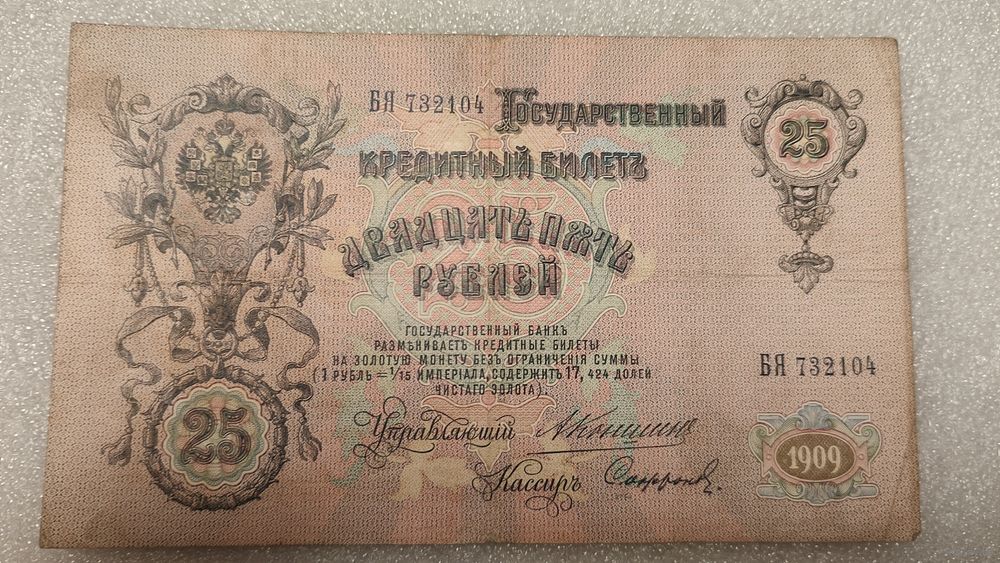 БЯ 732104 Государственный
25
Кредитный Билетъ
Двадцать пять
рублей
ГОСУДАРСТВЕННЫЙ БАНКЪ
РАЗМѢНИВАЕТЪ КРЕДИТНЫЕ БИЛЕТЫ
НА ЗОЛОТУЮ МОНЕТУ БЕЗЪ ОГРАНИЧЕНІЯ СУММЫ
(1 РУБЛЬ = 1/15 ИМПЕРІАЛА, СОДЕРЖИТЪ 17,424 ДОЛЕЙ
ЧИСТАГО ЗОЛОТА).
БЯ 732104
25
Управляющій
Кассиръ
1909